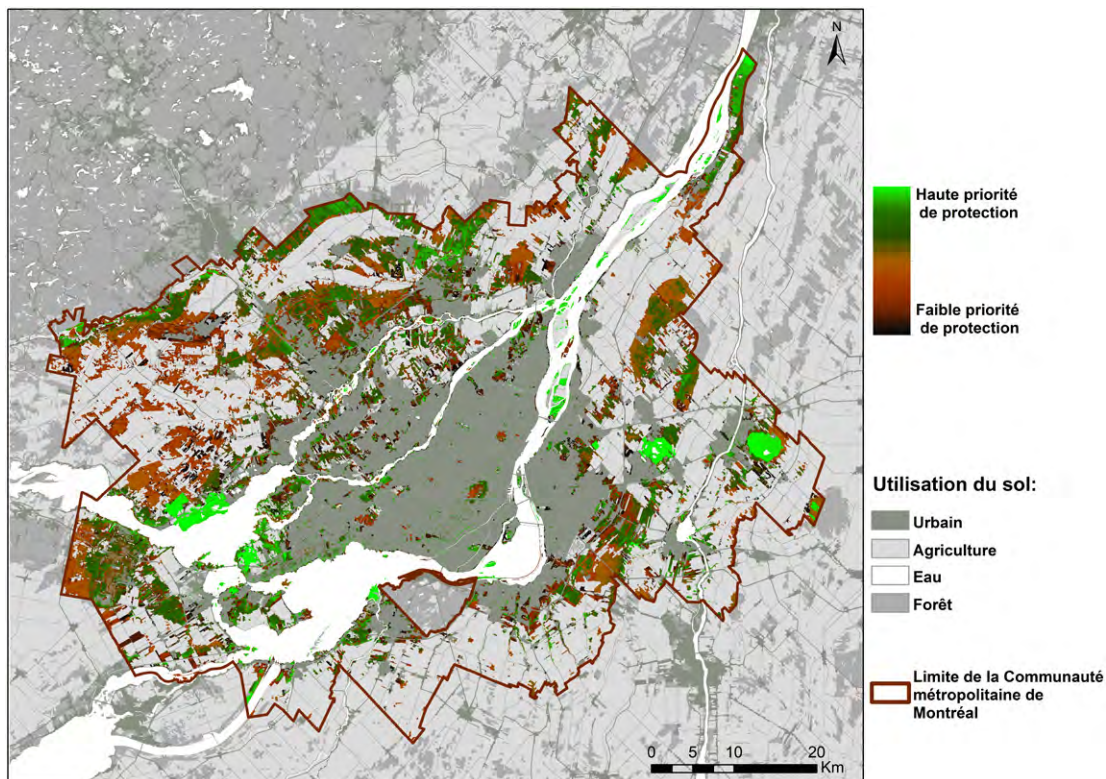 N
Haute priorité
de protection
Faible priorité
de protection
Utilisation du sol:
Urbain
Agriculture
Eau
Forêt
Limite de la Communauté
métropolitaine de
Montréal
0 5 10 20
Km